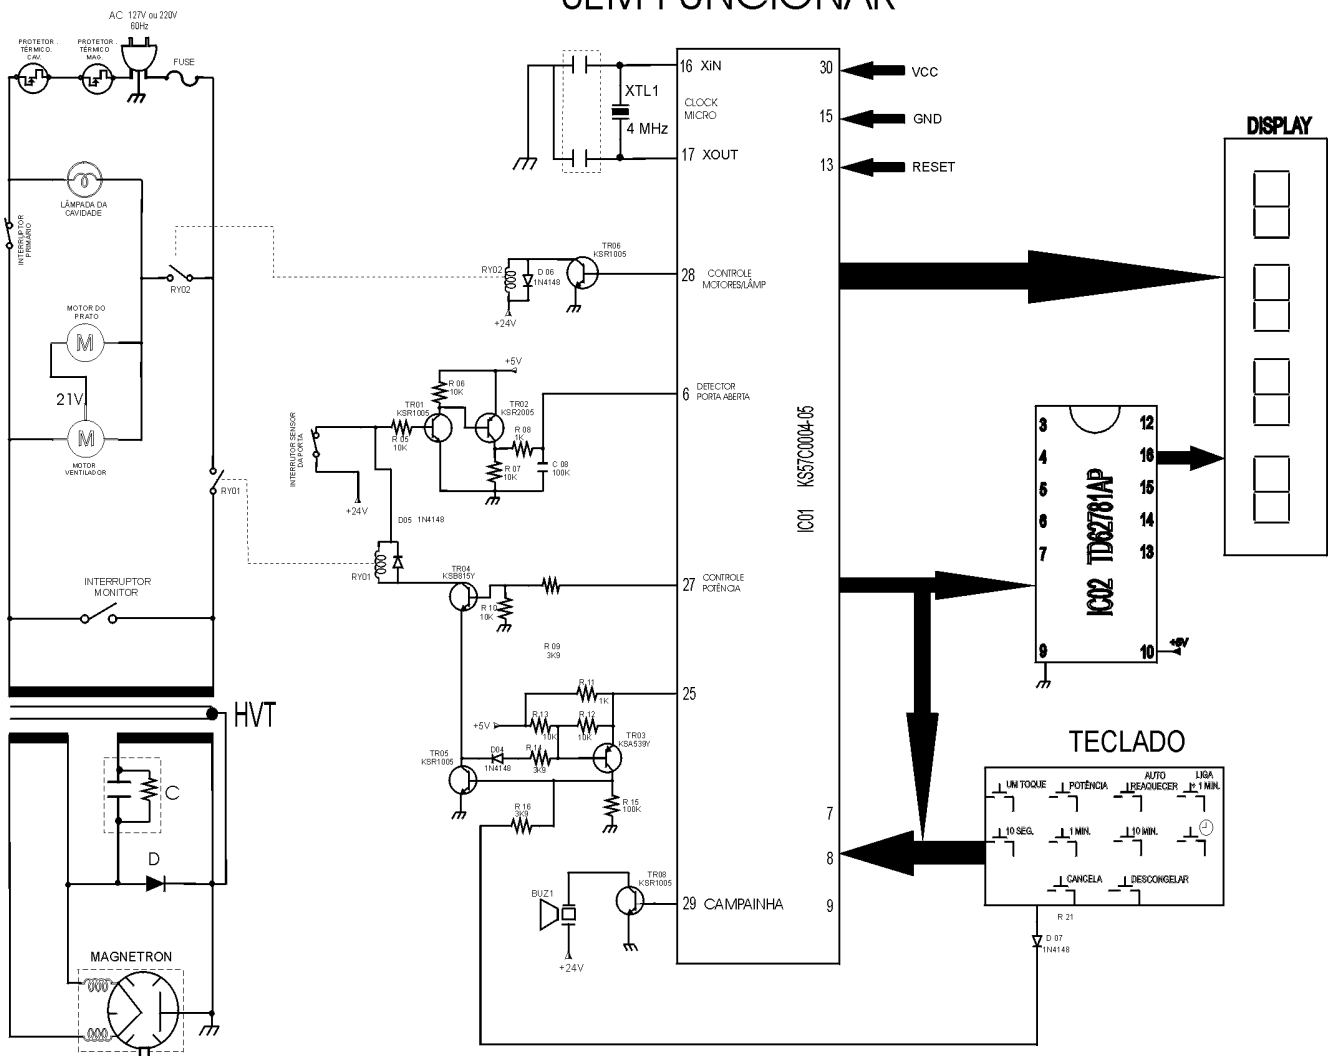 SEM FUNCIONAR
AC 127V ou 220V
60Hz
PROTETOR .
TÉRMICO.
CAV.
PROTETOR .
TÉRMICO
MAG.
FUSE
LÂMPADA DA
CAVIDADE
INTERRUPTOR
PRIMÁRIO
RY02
MOTOR DO
PRATO
M
21V
M
MOTOR
VENTILADOR
RY01
INTERRUPTOR
MONITOR
HVT
C
D
MAGNETRON
16 XiN
XTL1
CLOCK
MICRO
4 MHz
17 XOUT
30
VCC
15
GND
13
RESET
TR06
KSR1005
RY02
D 06
1N4148
+24V
28
CONTROLE
MOTORES/LÂMP
+5V
R 06
10K
TR01
KSR1005
TR02
KSR2005
R 05
10K
R 08
1K
R 07
10K
C 08
100K
6
DETECTOR
PORTA ABERTA
INTERRUTOR SENSOR
DA PORTA
+24V
D05 1N4148
RY01
TR04
KSB815Y
R 10
10K
27
CONTROLE
POTÊNCIA
R 09
3K9
25
R 11
1K
+5V
R 13
10K
R 12
10K
TR03
KSA539Y
TR05
KSR1005
D04
1N4148
R 14
3K9
R 16
3K9
R 15
100K
TR08
KSR1005
BUZ1
+24V
29 CAMPAINHA
7
8
9
IC01 KS57C0004-05
DISPLAY
3
4
5
6
7
9
12
16
15
14
13
10
IC02 TD62781AP
+5V
TECLADO
UM TOQUE
POTÊNCIA
AUTO
REAQUECER
LIGA
+ 1 MIN.
10 SEG.
1 MIN.
10 MIN.
CANCELA
DESCONGELAR
R 21
D 07
1N4148